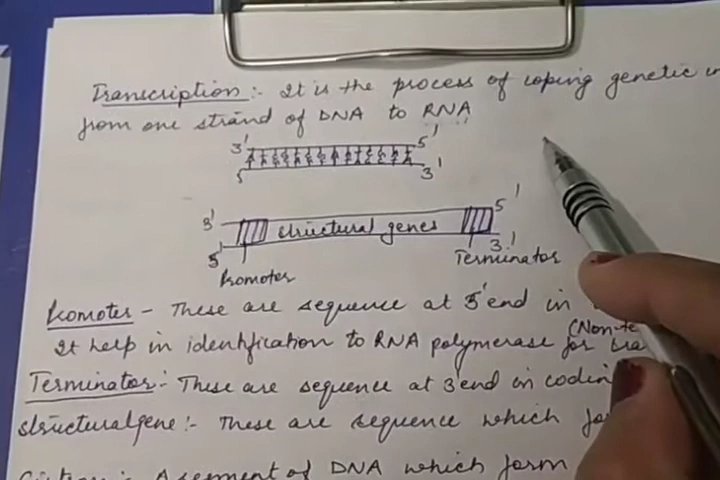 Transcription:- It is the process of coping genetic
from one strand of DNA to RNA
3' 5'
5 3'
3' structural genes 5'
5' 3'
Promoter Terminator
Promoter - These are sequence at 5' end in
It help in identification to RNA polymerase for
(Non-te
Terminator:- These are sequence at 3 end in codin
structural gene:- These are sequence which
Cistron:- A segment of DNA which form